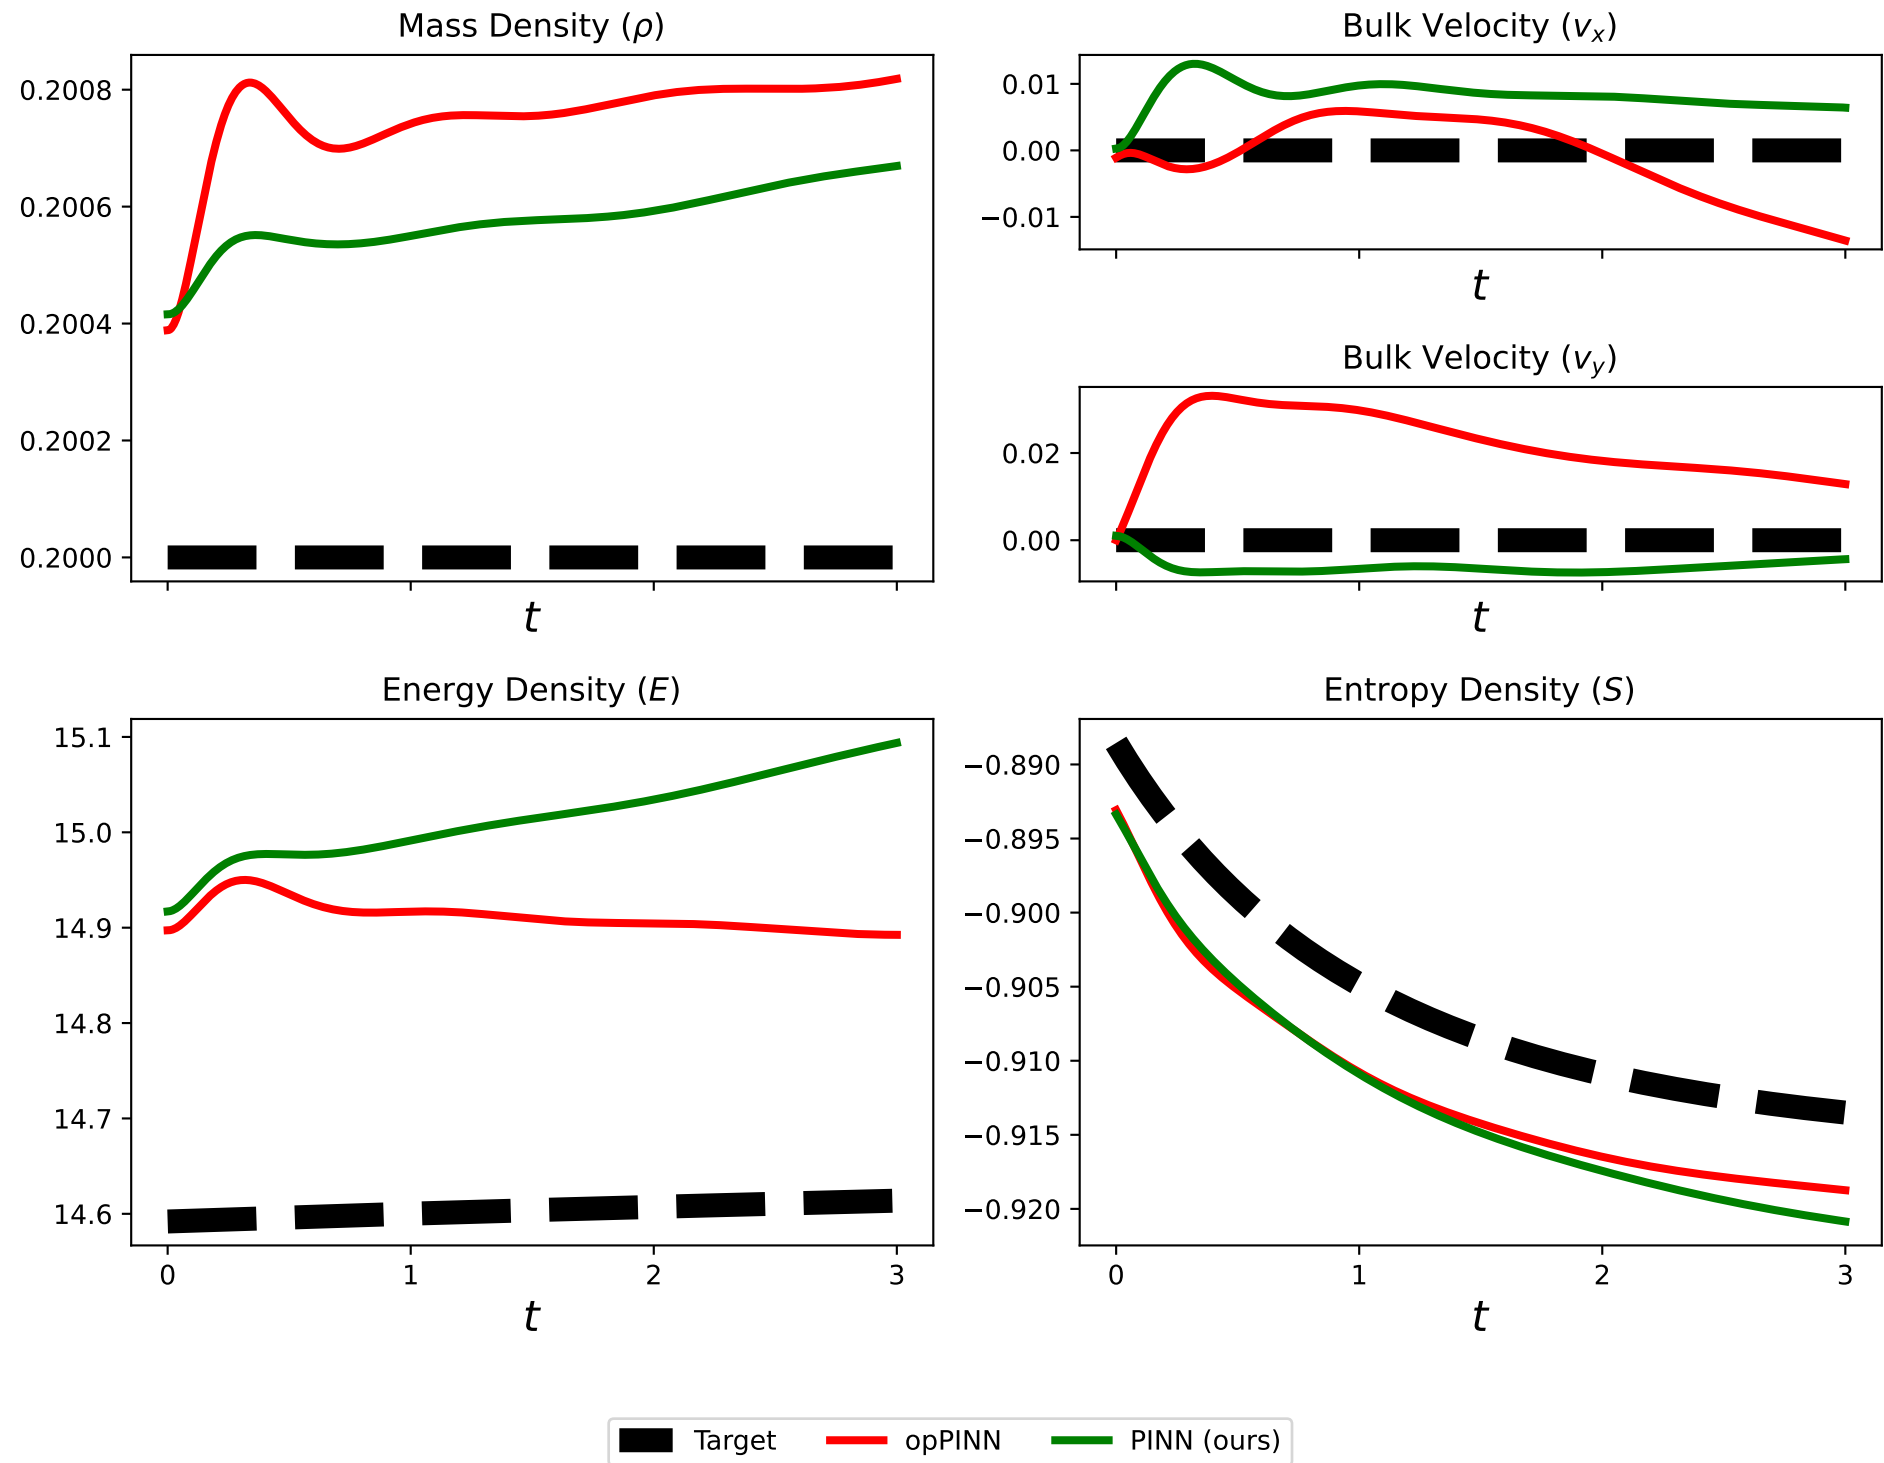 Mass Density (ρ)
0.2008
0.2006
0.2004
0.2002
0.2000
t
Bulk Velocity (vₓ)
0.01
0.00
−0.01
t
Bulk Velocity (v_y)
0.02
0.00
t
Energy Density (E)
15.1
15.0
14.9
14.8
14.7
14.6
0 1 2 3
t
Entropy Density (S)
−0.890
−0.895
−0.900
−0.905
−0.910
−0.915
−0.920
0 1 2 3
t
Target opPINN PINN (ours)